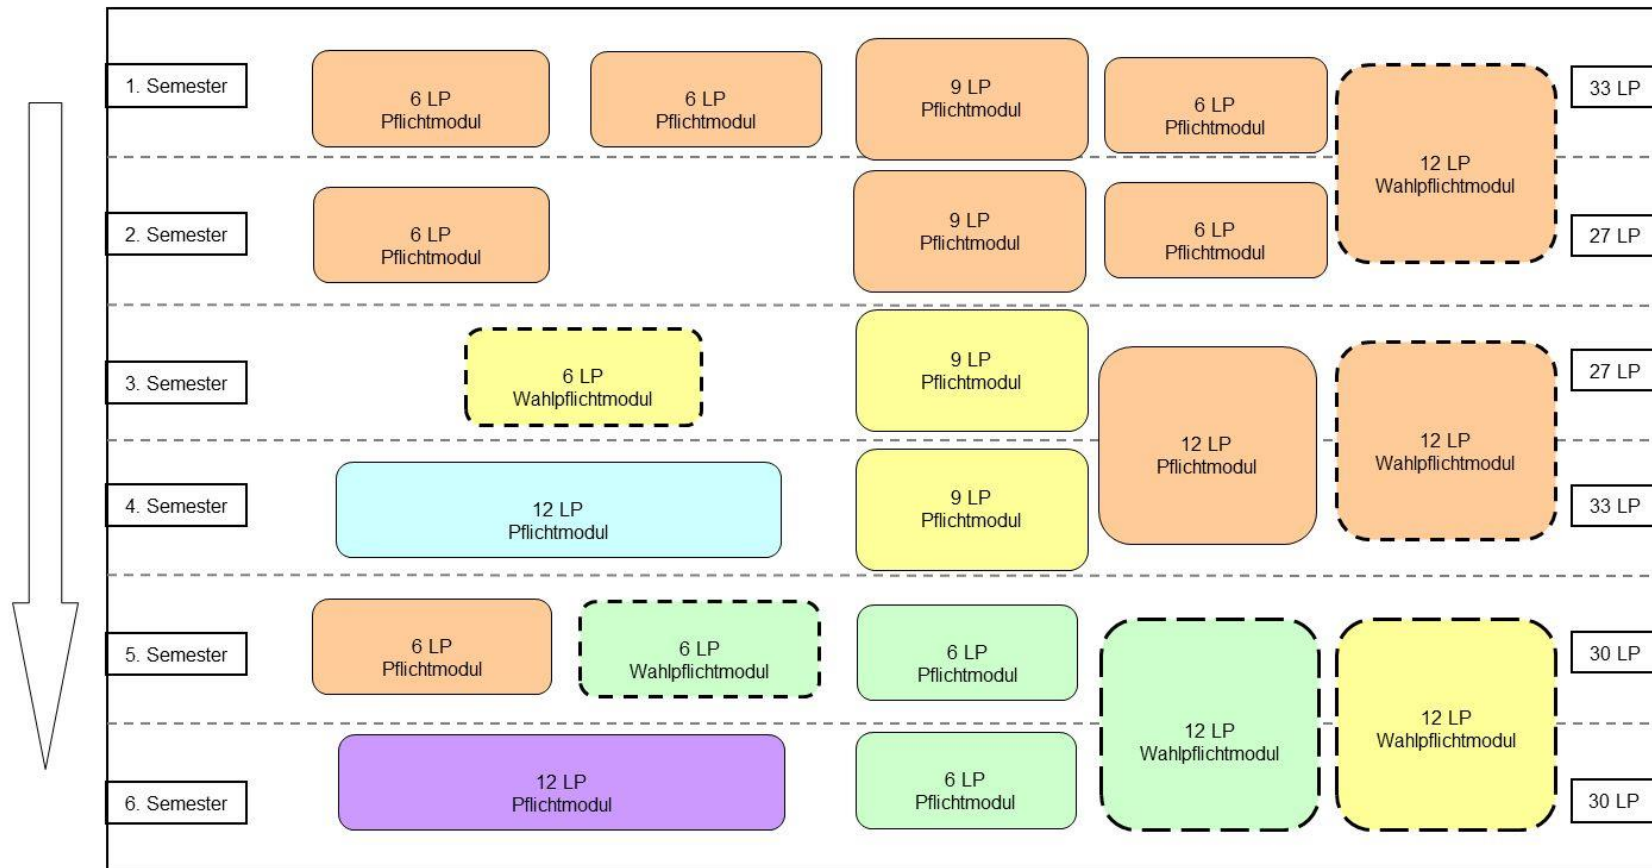 1. Semester
6 LP
Pflichtmodul
6 LP
Pflichtmodul
9 LP
Pflichtmodul
6 LP
Pflichtmodul
12 LP
Wahlpflichtmodul
33 LP
2. Semester
6 LP
Pflichtmodul
9 LP
Pflichtmodul
6 LP
Pflichtmodul
27 LP
3. Semester
6 LP
Wahlpflichtmodul
9 LP
Pflichtmodul
12 LP
Pflichtmodul
12 LP
Wahlpflichtmodul
27 LP
4. Semester
12 LP
Pflichtmodul
9 LP
Pflichtmodul
33 LP
5. Semester
6 LP
Pflichtmodul
6 LP
Wahlpflichtmodul
6 LP
Pflichtmodul
12 LP
Wahlpflichtmodul
12 LP
Wahlpflichtmodul
30 LP
6. Semester
12 LP
Pflichtmodul
6 LP
Pflichtmodul
30 LP